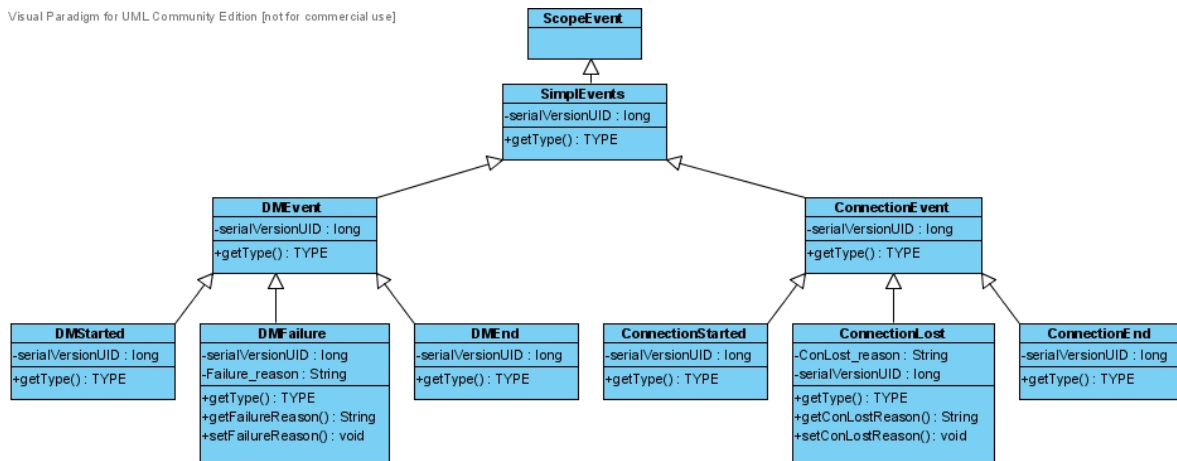 Visual Paradigm for UML Community Edition [not for commercial use]
ScopeEvent
SimplEvents
-serialVersionUID : long
+getType() : TYPE
DMEvent
-serialVersionUID : long
+getType() : TYPE
ConnectionEvent
-serialVersionUID : long
+getType() : TYPE
DMStarted
-serialVersionUID : long
+getType() : TYPE
DMFailure
-serialVersionUID : long
-Failure_reason : String
+getType() : TYPE
+getFailureReason() : String
+setFailureReason() : void
DMEnd
-serialVersionUID : long
+getType() : TYPE
ConnectionStarted
-serialVersionUID : long
+getType() : TYPE
ConnectionLost
-ConLost_reason : String
-serialVersionUID : long
+getType() : TYPE
+getConLostReason() : String
+setConLostReason() : void
ConnectionEnd
-serialVersionUID : long
+getType() : TYPE